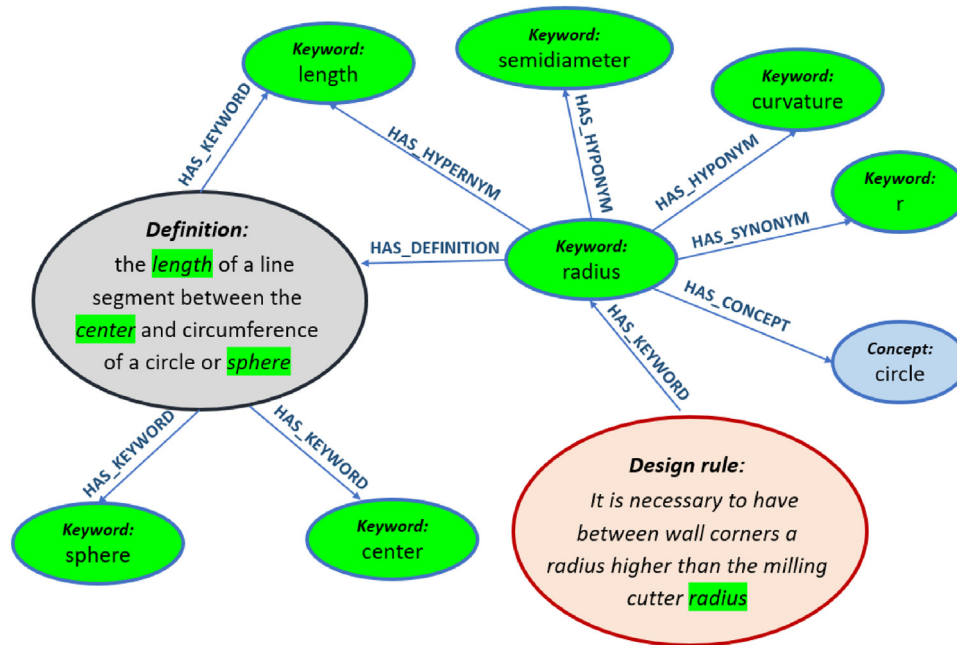 Keyword:
length
Keyword:
semidiameter
Keyword:
curvature
Keyword:
r
HAS_KEYWORD
HAS_HYPERNYM
HAS_HYPONYM
HAS_HYPONYM
HAS_SYNONYM
HAS_DEFINITION
HAS_CONCEPT
HAS_KEYWORD
Definition:
the length of a line
segment between the
center and circumference
of a circle or sphere
Keyword:
radius
Concept:
circle
HAS_KEYWORD
HAS_KEYWORD
Keyword:
sphere
Keyword:
center
Design rule:
It is necessary to have
between wall corners a
radius higher than the milling
cutter radius